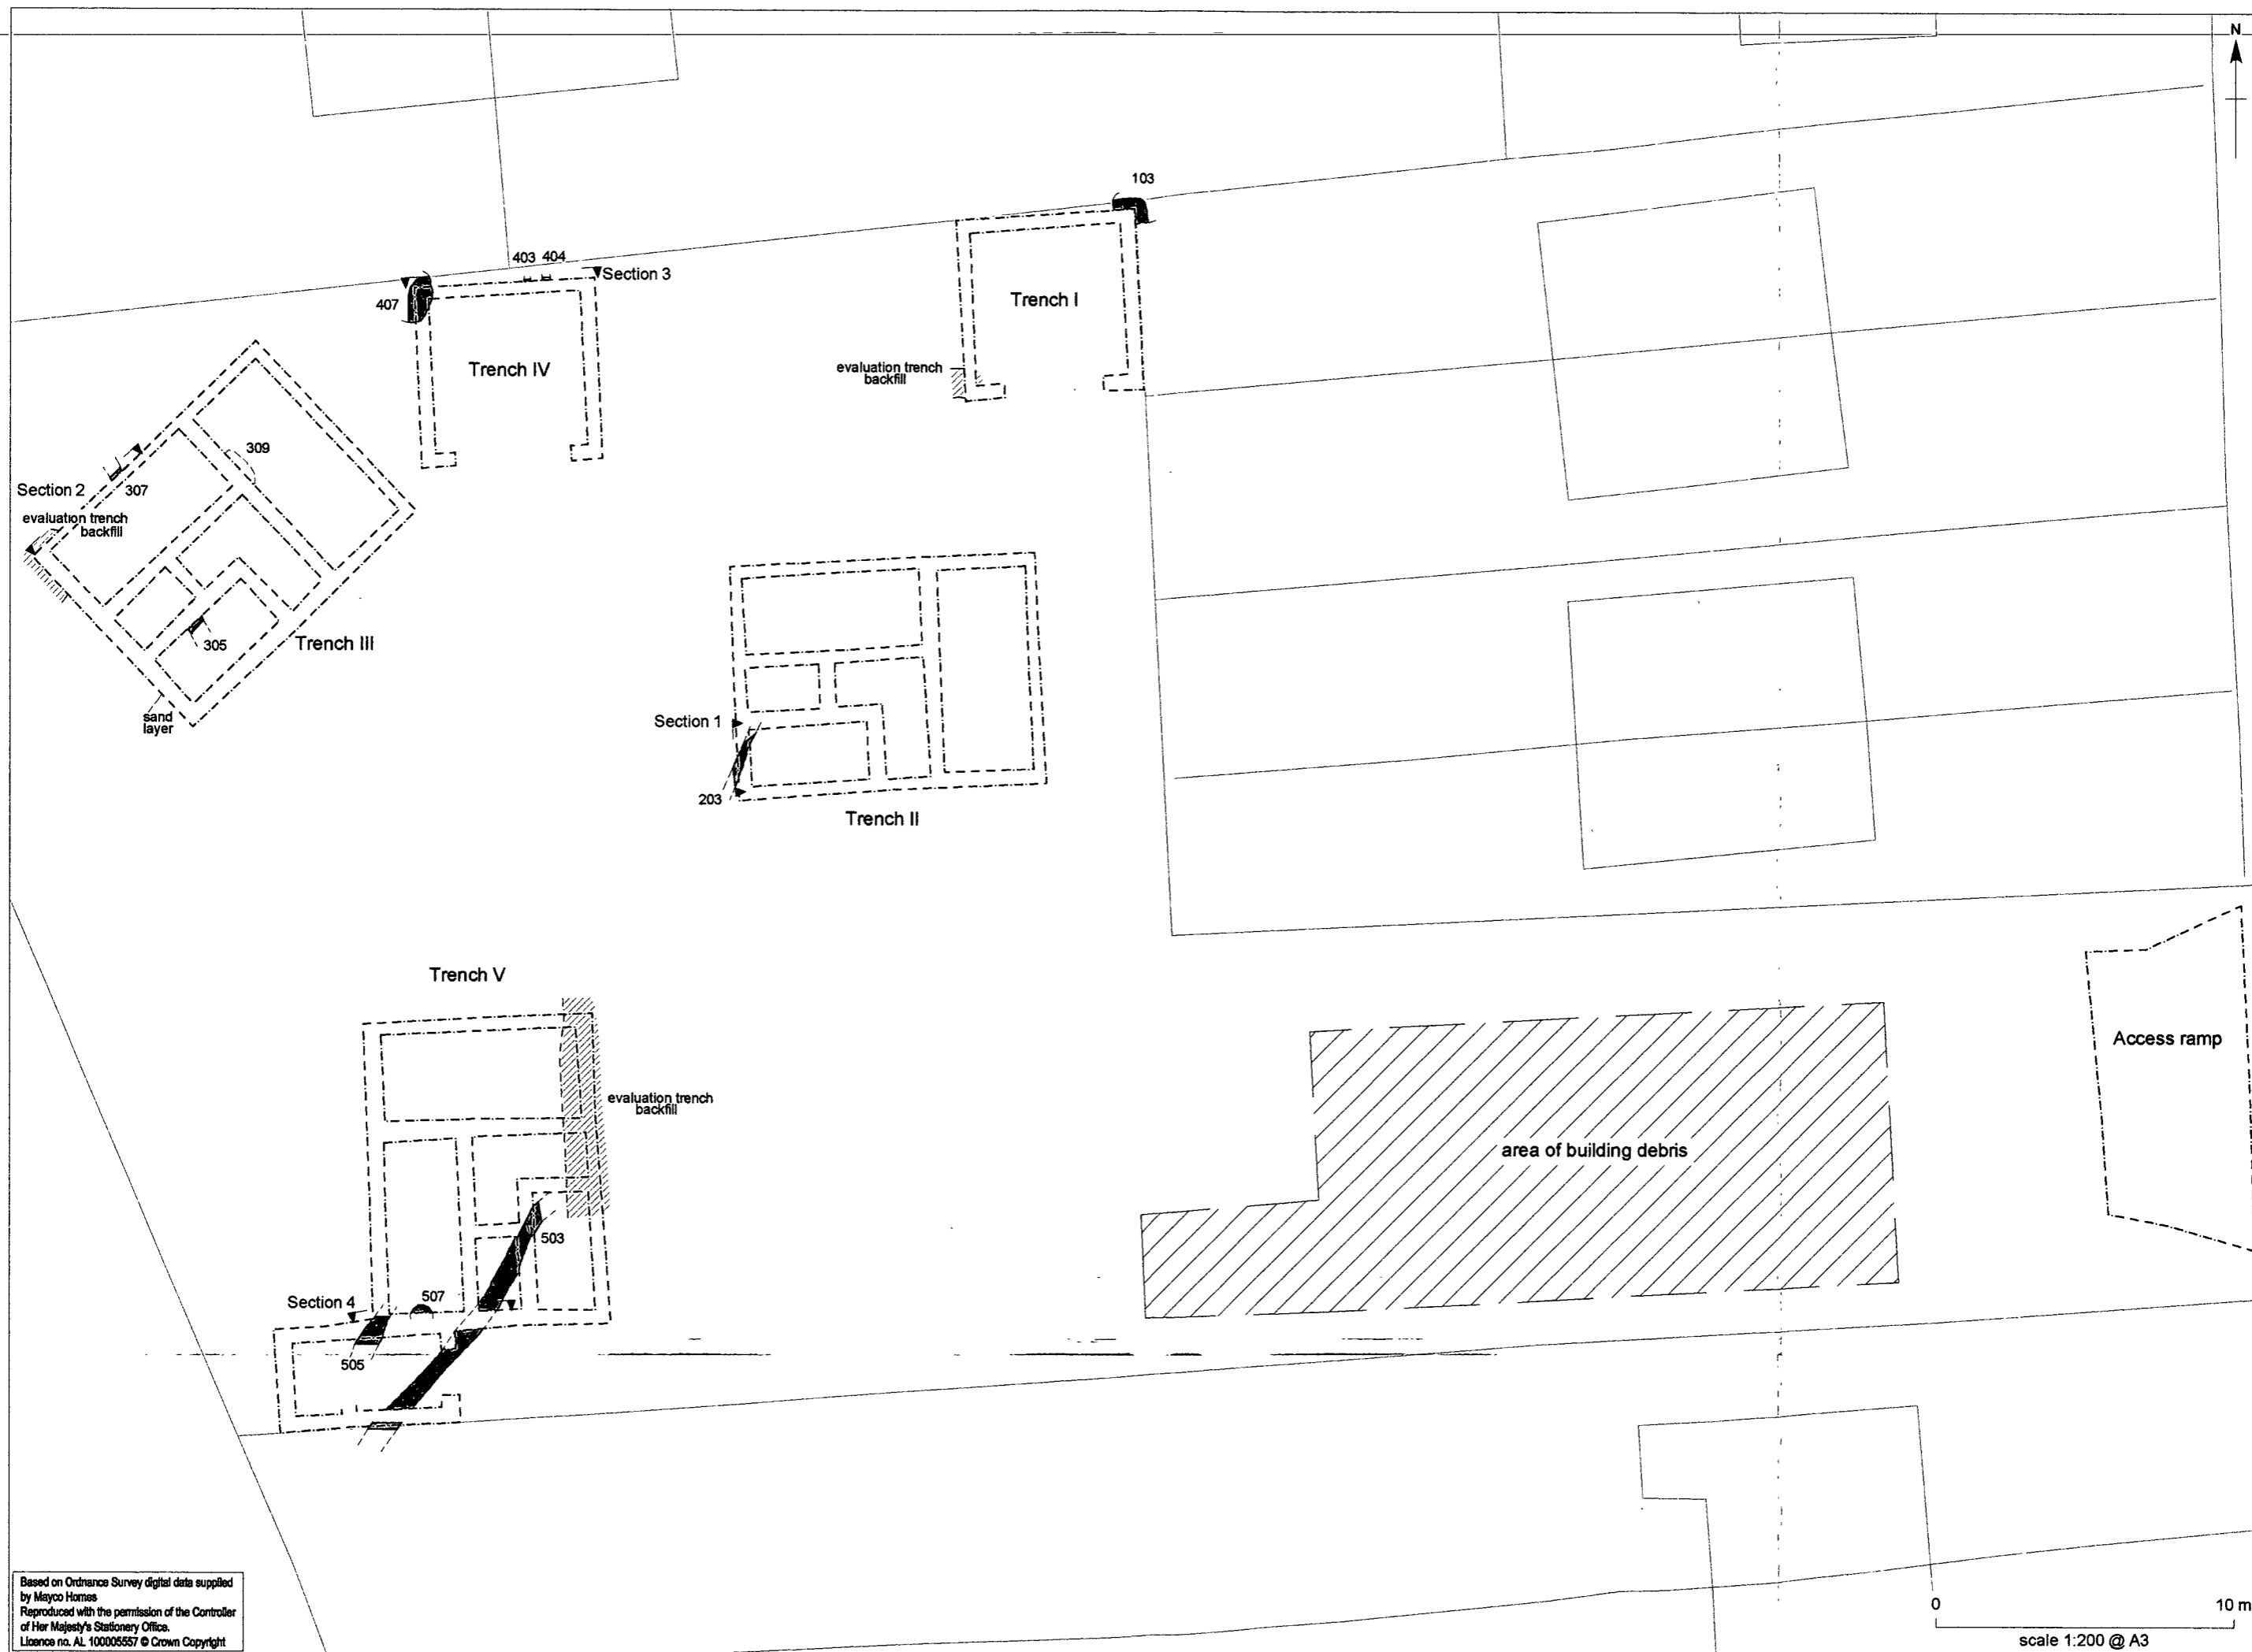 N
103
403 404
Section 3
407
Trench I
Trench IV
evaluation trench
backfill
309
Section 2
307
evaluation trench
backfill
305
Trench III
sand
layer
Section 1
203
Trench II
Trench V
Access ramp
evaluation trench
backfill
area of building debris
503
Section 4
507
505
Based on Ordnance Survey digital data supplied
by Mayco Homes
Reproduced with the permission of the Controller
of Her Majesty's Stationery Office.
Licence no. AL 100005557 © Crown Copyright
0
10 m
scale 1:200 @ A3